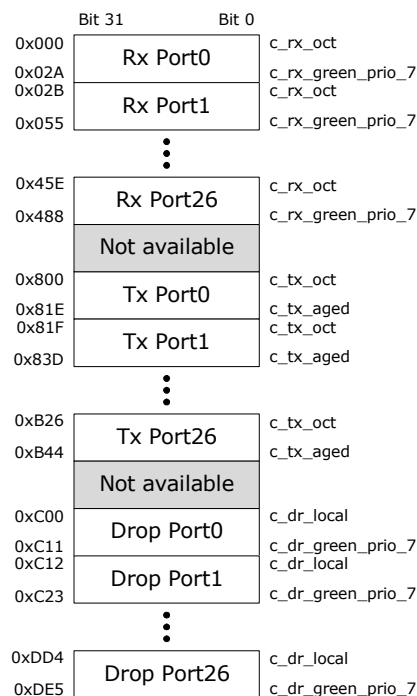 Bit 31 Bit 0
0x000 c_rx_oct
Rx Port0
0x02A c_rx_green_prio_7
0x02B c_rx_oct
Rx Port1
0x055 c_rx_green_prio_7
0x45E c_rx_oct
Rx Port26
0x488 c_rx_green_prio_7
Not available
0x800 c_tx_oct
Tx Port0
0x81E c_tx_aged
0x81F c_tx_oct
Tx Port1
0x83D c_tx_aged
0xB26 c_tx_oct
Tx Port26
0xB44 c_tx_aged
Not available
0xC00 c_dr_local
Drop Port0
0xC11 c_dr_green_prio_7
0xC12 c_dr_local
Drop Port1
0xC23 c_dr_green_prio_7
0xDD4 c_dr_local
Drop Port26
0xDE5 c_dr_green_prio_7